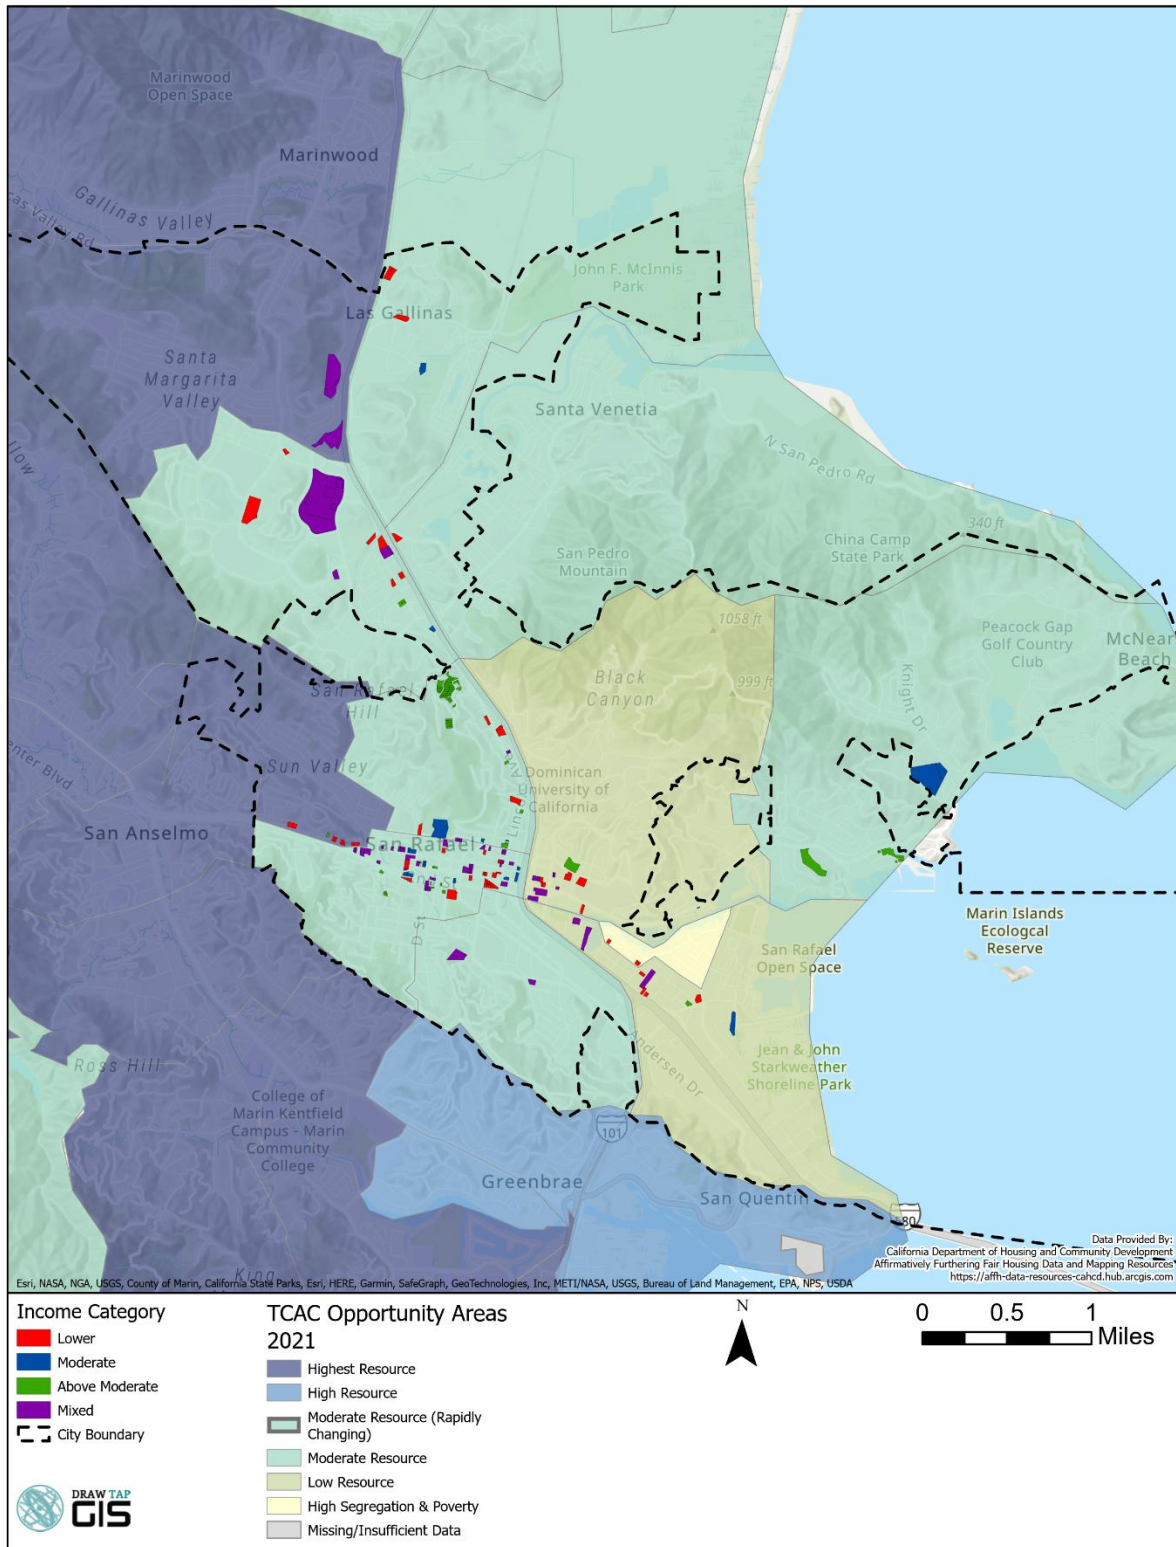 Marinwood
Open Space
Marinwood
Gallinas Valley
Valley Rd
John F. McInnis
Park
Las Gallinas
Santa
Margarita
Valley
Santa Venetia
N San Pedro Rd
340 ft
China Camp
State Park
San Pedro
Mountain
1058 ft
Peacock Gap
Golf Country
Club
McNear
Beach
Black
Canyon
999 ft
Knight Dr
San Rafael
Hill
Sun Valley
Dominican
University of
California
San Anselmo
San Rafael
D St
Marin Islands
Ecologcal
Reserve
San Rafael
Open Space
Andersen Dr
Jean & John
Starkweather
Shoreline Park
Ross Hill
College of
Marin Kentfield
Campus - Marin
Community
College
101
Greenbrae
San Quentin
Data Provided By:
California Department of Housing and Community Development
Affirmatively Furthering Fair Housing Data and Mapping Resources
https://affh-data-resources-cahcd.hub.arcgis.com
Esri, NASA, NGA, USGS, County of Marin, California State Parks, Esri, HERE, Garmin, SafeGraph, GeoTechnologies, Inc, METI/NASA, USGS, Bureau of Land Management, EPA, NPS, USDA
Income Category
Lower
Moderate
Above Moderate
Mixed
City Boundary
DRAW TAP
GIS
TCAC Opportunity Areas
2021
Highest Resource
High Resource
Moderate Resource (Rapidly
Changing)
Moderate Resource
Low Resource
High Segregation & Poverty
Missing/Insufficient Data
N
0 0.5 1
Miles